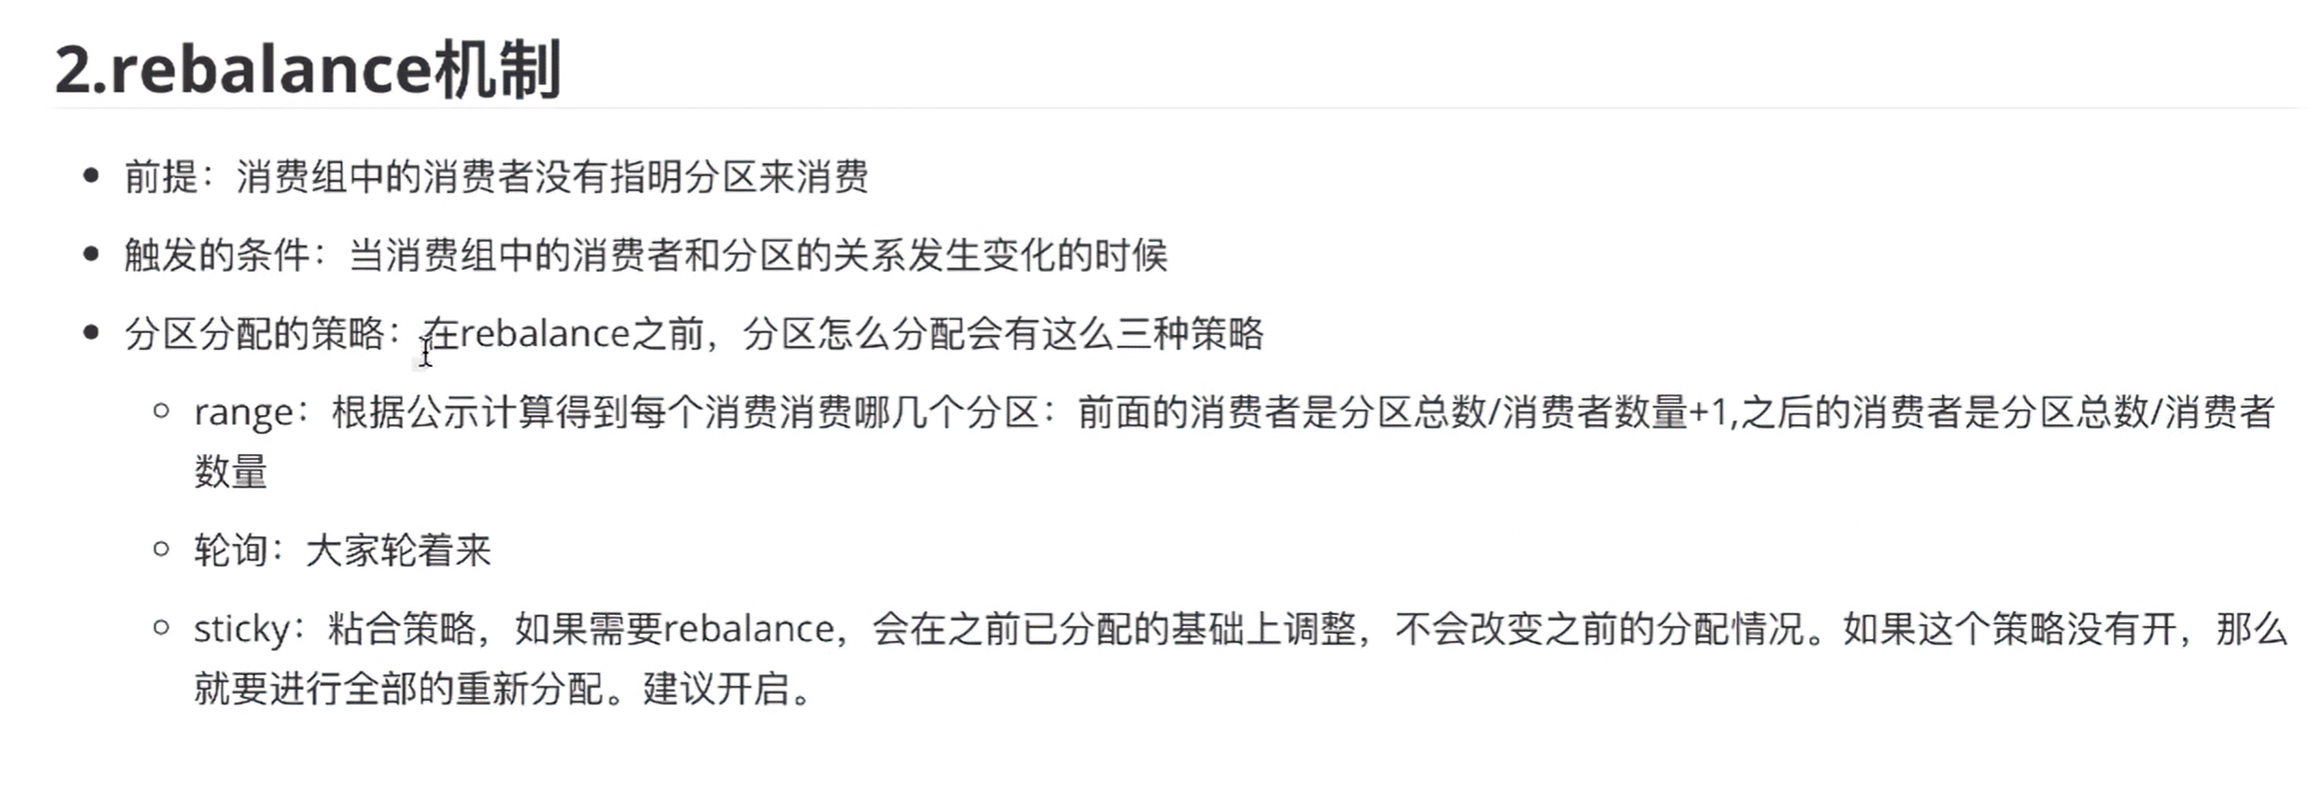 2.rebalance机制
前提：消费组中的消费者没有指明分区来消费
触发的条件：当消费组中的消费者和分区的关系发生变化的时候
分区分配的策略：在rebalance之前，分区怎么分配会有这么三种策略
range：根据公示计算得到每个消费消费哪几个分区：前面的消费者是分区总数/消费者数量+1,之后的消费者是分区总数/消费者
数量
轮询：大家轮着来
sticky：粘合策略，如果需要rebalance，会在之前已分配的基础上调整，不会改变之前的分配情况。如果这个策略没有开，那么
就要进行全部的重新分配。建议开启。